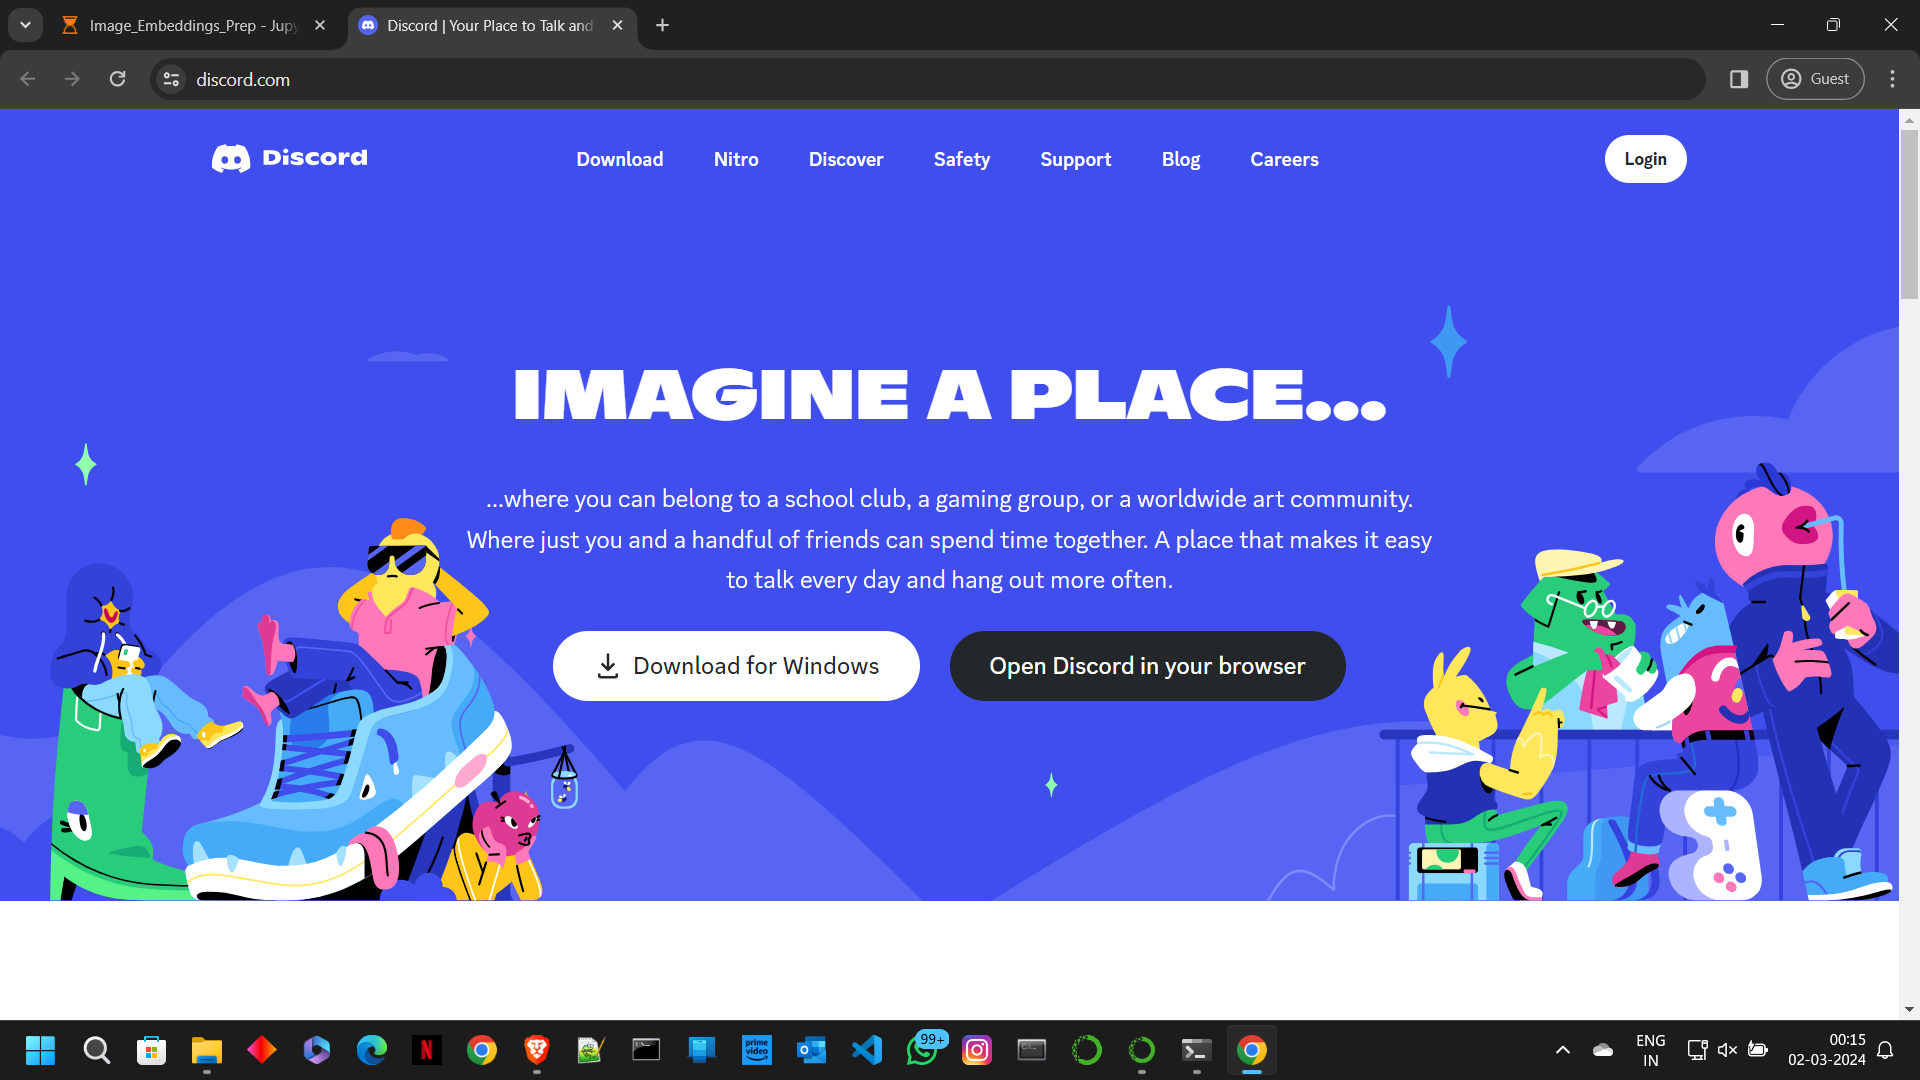 Image_Embeddings_Prep - Jupy
Discord | Your Place to Talk and
discord.com
Guest
Discord
Download
Nitro
Discover
Safety
Support
Blog
Careers
Login
IMAGINE A PLACE...
...where you can belong to a school club, a gaming group, or a worldwide art community.
Where just you and a handful of friends can spend time together. A place that makes it easy
to talk every day and hang out more often.
Download for Windows
Open Discord in your browser
N
prime
video
99+
ENG
IN
00:15
02-03-2024